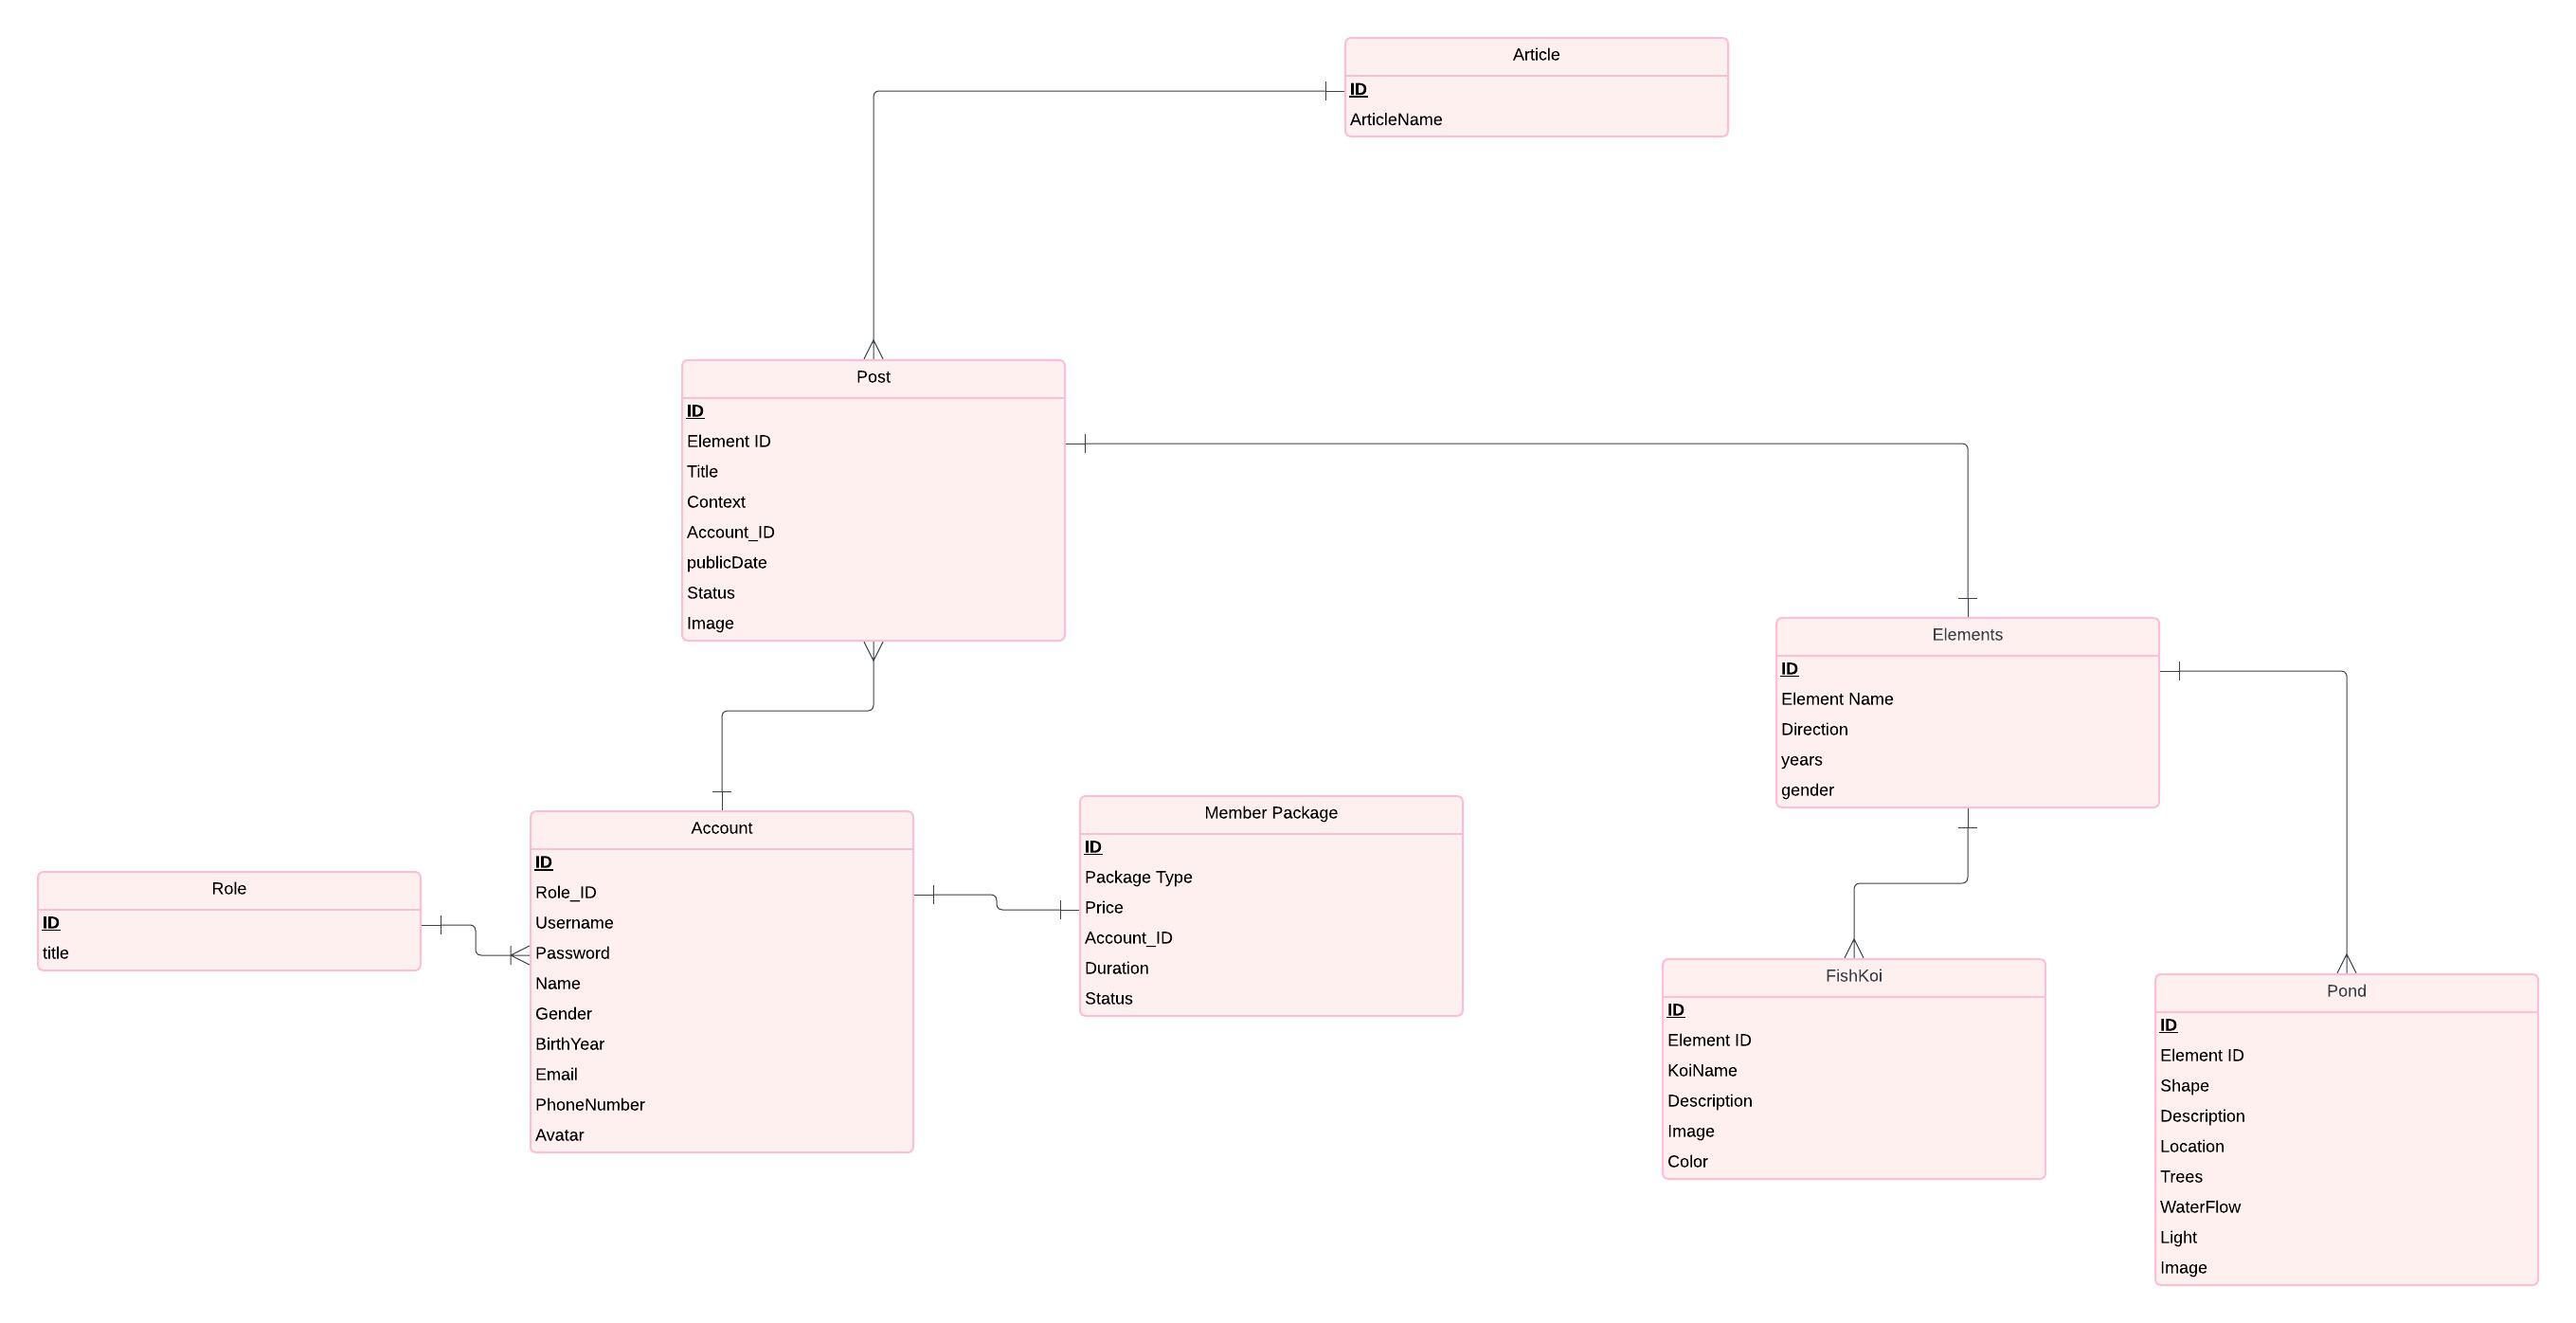 Article
ID
ArticleName
Post
ID
Element ID
Title
Context
Account_ID
publicDate
Status
Image
Elements
ID
Element Name
Direction
years
gender
Account
ID
Role_ID
Username
Password
Name
Gender
BirthYear
Email
PhoneNumber
Avatar
Member Package
ID
Package Type
Price
Account_ID
Duration
Status
Role
ID
title
FishKoi
ID
Element ID
KoiName
Description
Image
Color
Pond
ID
Element ID
Shape
Description
Location
Trees
WaterFlow
Light
Image